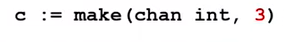 c := make(chan int, 3)